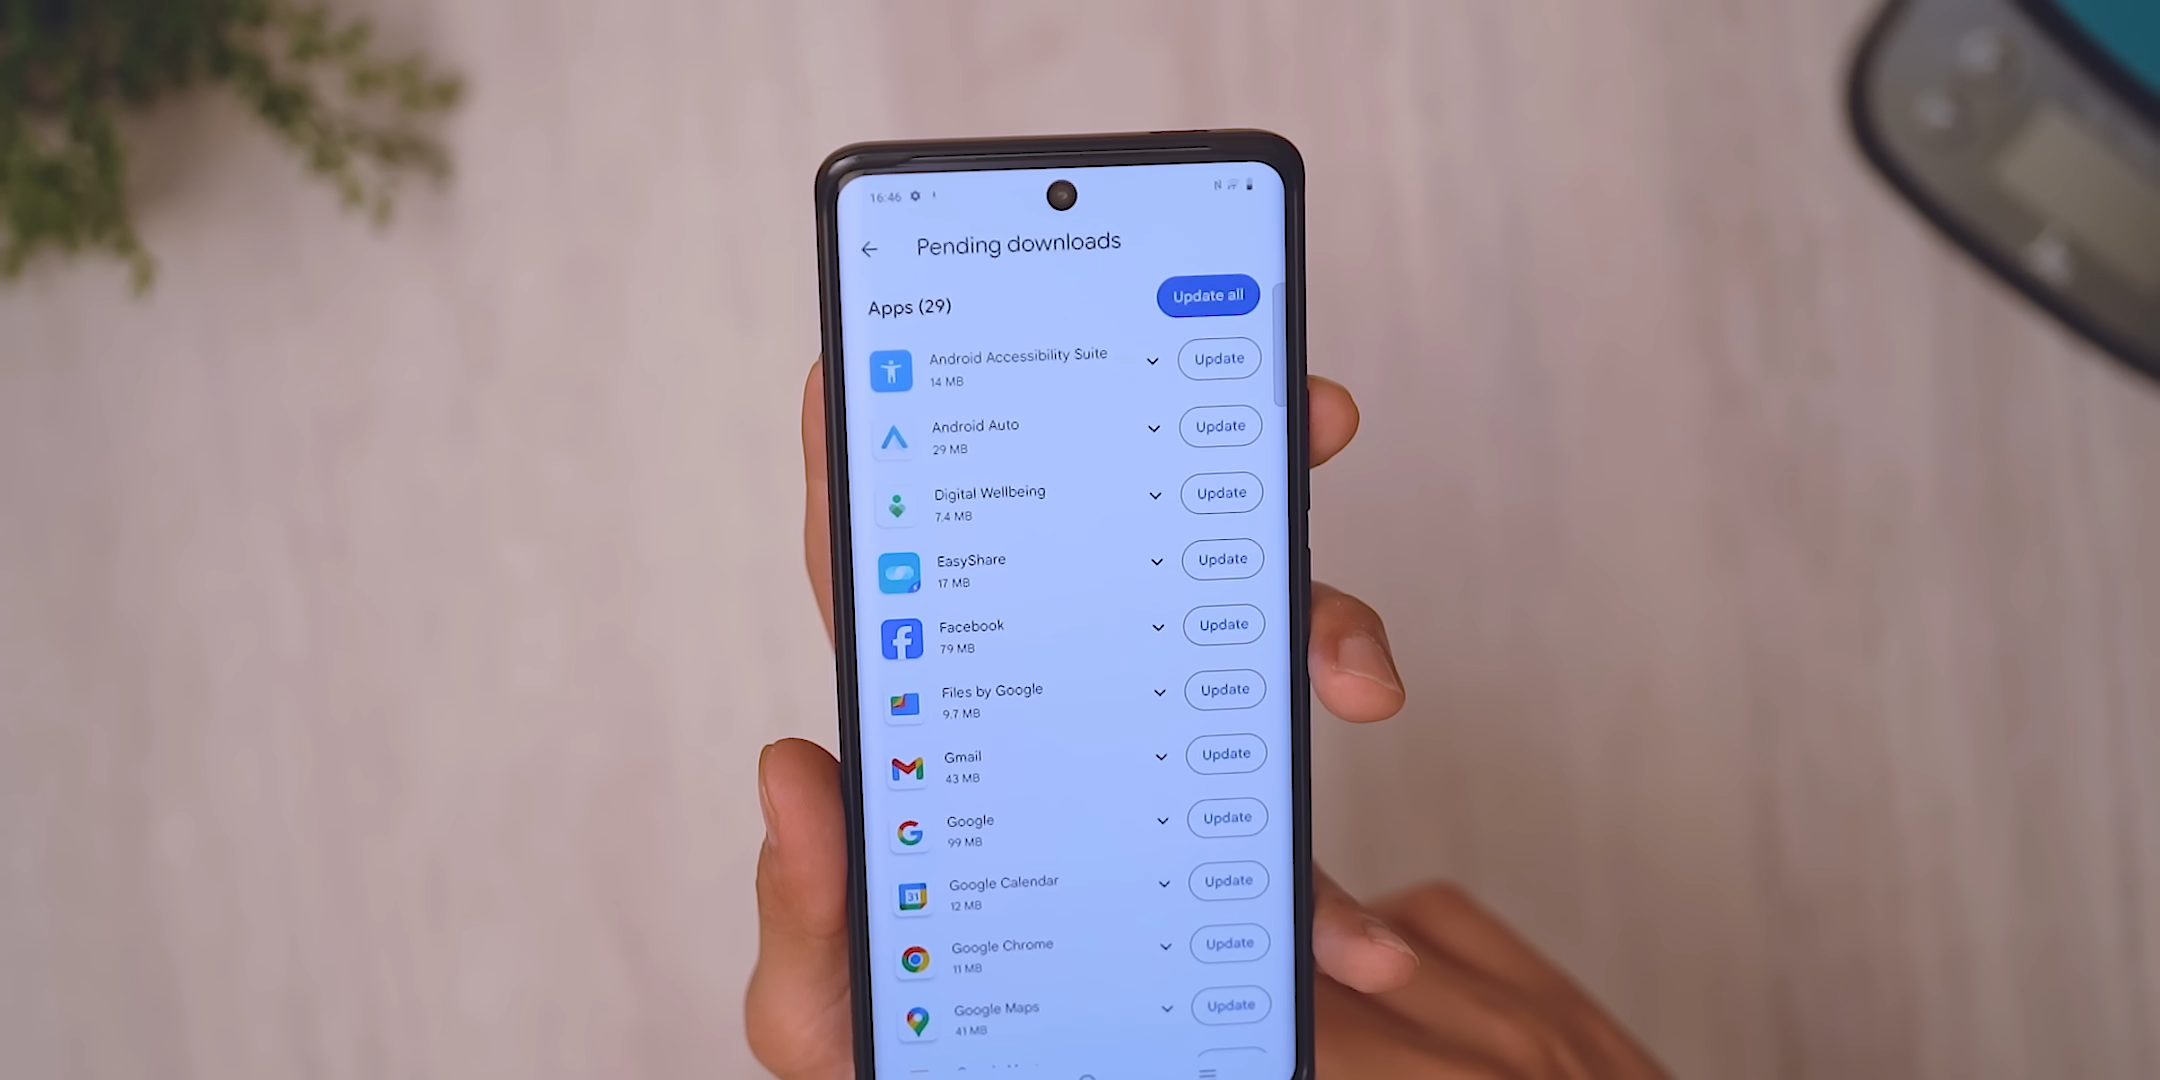 16:46
Pending downloads
Apps (29)
Update all
Android Accessibility Suite
14 MB
Update
Android Auto
29 MB
Update
Digital Wellbeing
7.4 MB
Update
EasyShare
17 MB
Update
Facebook
79 MB
Update
Files by Google
9.7 MB
Update
Gmail
43 MB
Update
Google
99 MB
Update
Google Calendar
31
12 MB
Update
Google Chrome
11 MB
Update
Google Maps
41 MB
Update